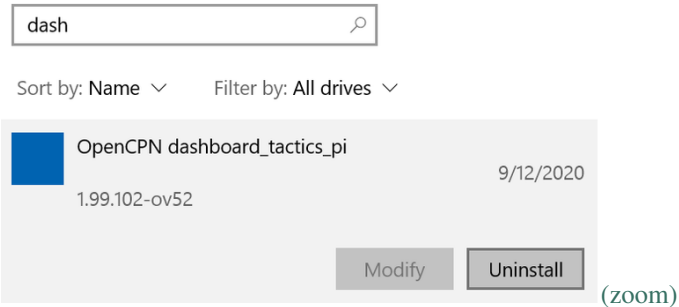 dash
Sort by: Name Filter by: All drives
OpenCPN dashboard_tactics_pi
9/12/2020
1.99.102-ov52
Modify Uninstall
(zoom)